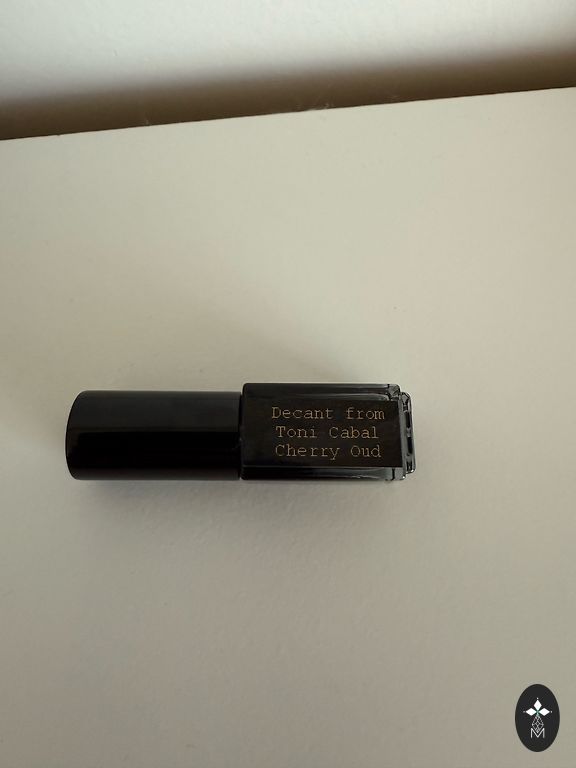 Decant from
Toni Cabal
Cherry Oud
M